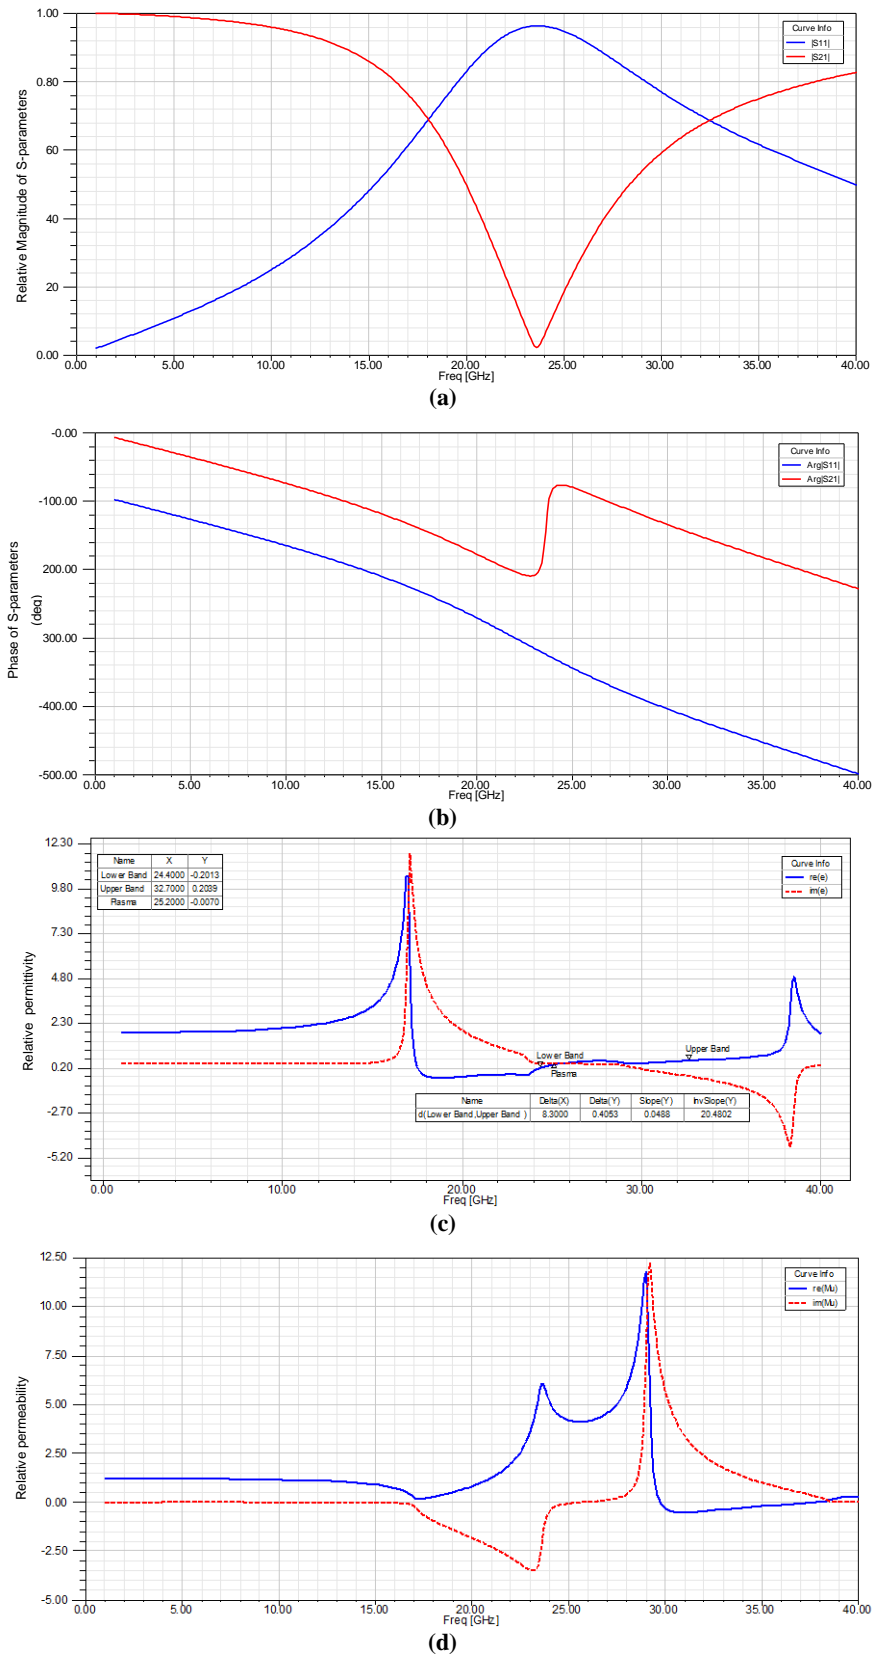 1.00
0.80
0.60
40
20
0.00
Relative Magnitude of S-parameters
Curve Info
|S11|
|S21|
0.00 5.00 10.00 15.00 20.00 25.00 30.00 35.00 40.00
Freq [GHz]
(a)
-0.00
-100.00
200.00
300.00
-400.00
-500.00
Phase of S-parameters
(deg)
Curve Info
Arg|S11|
Arg|S21|
0.00 5.00 10.00 15.00 20.00 25.00 30.00 35.00 40.00
Freq [GHz]
(b)
12.30
9.80
7.30
4.80
2.30
0.20
-2.70
-5.20
Relative permittivity
Name X Y
Lower Band 24.4000 -0.2013
Upper Band 32.7000 0.2039
Plasma 25.2000 -0.0070
Curve Info
re(e)
im(e)
Lower Band
Plasma
Upper Band
Name Delta(X) Delta(Y) Slope(Y) InvSlope(Y)
d(Lower Band,Upper Band ) 8.3000 0.4053 0.0488 20.4802
0.00 10.00 20.00 30.00 40.00
Freq [GHz]
(c)
12.50
10.00
7.50
5.00
2.50
0.00
-2.50
-5.00
Relative permeability
Curve Info
re(Mu)
im(Mu)
0.00 5.00 10.00 15.00 20.00 25.00 30.00 35.00 40.00
Freq [GHz]
(d)